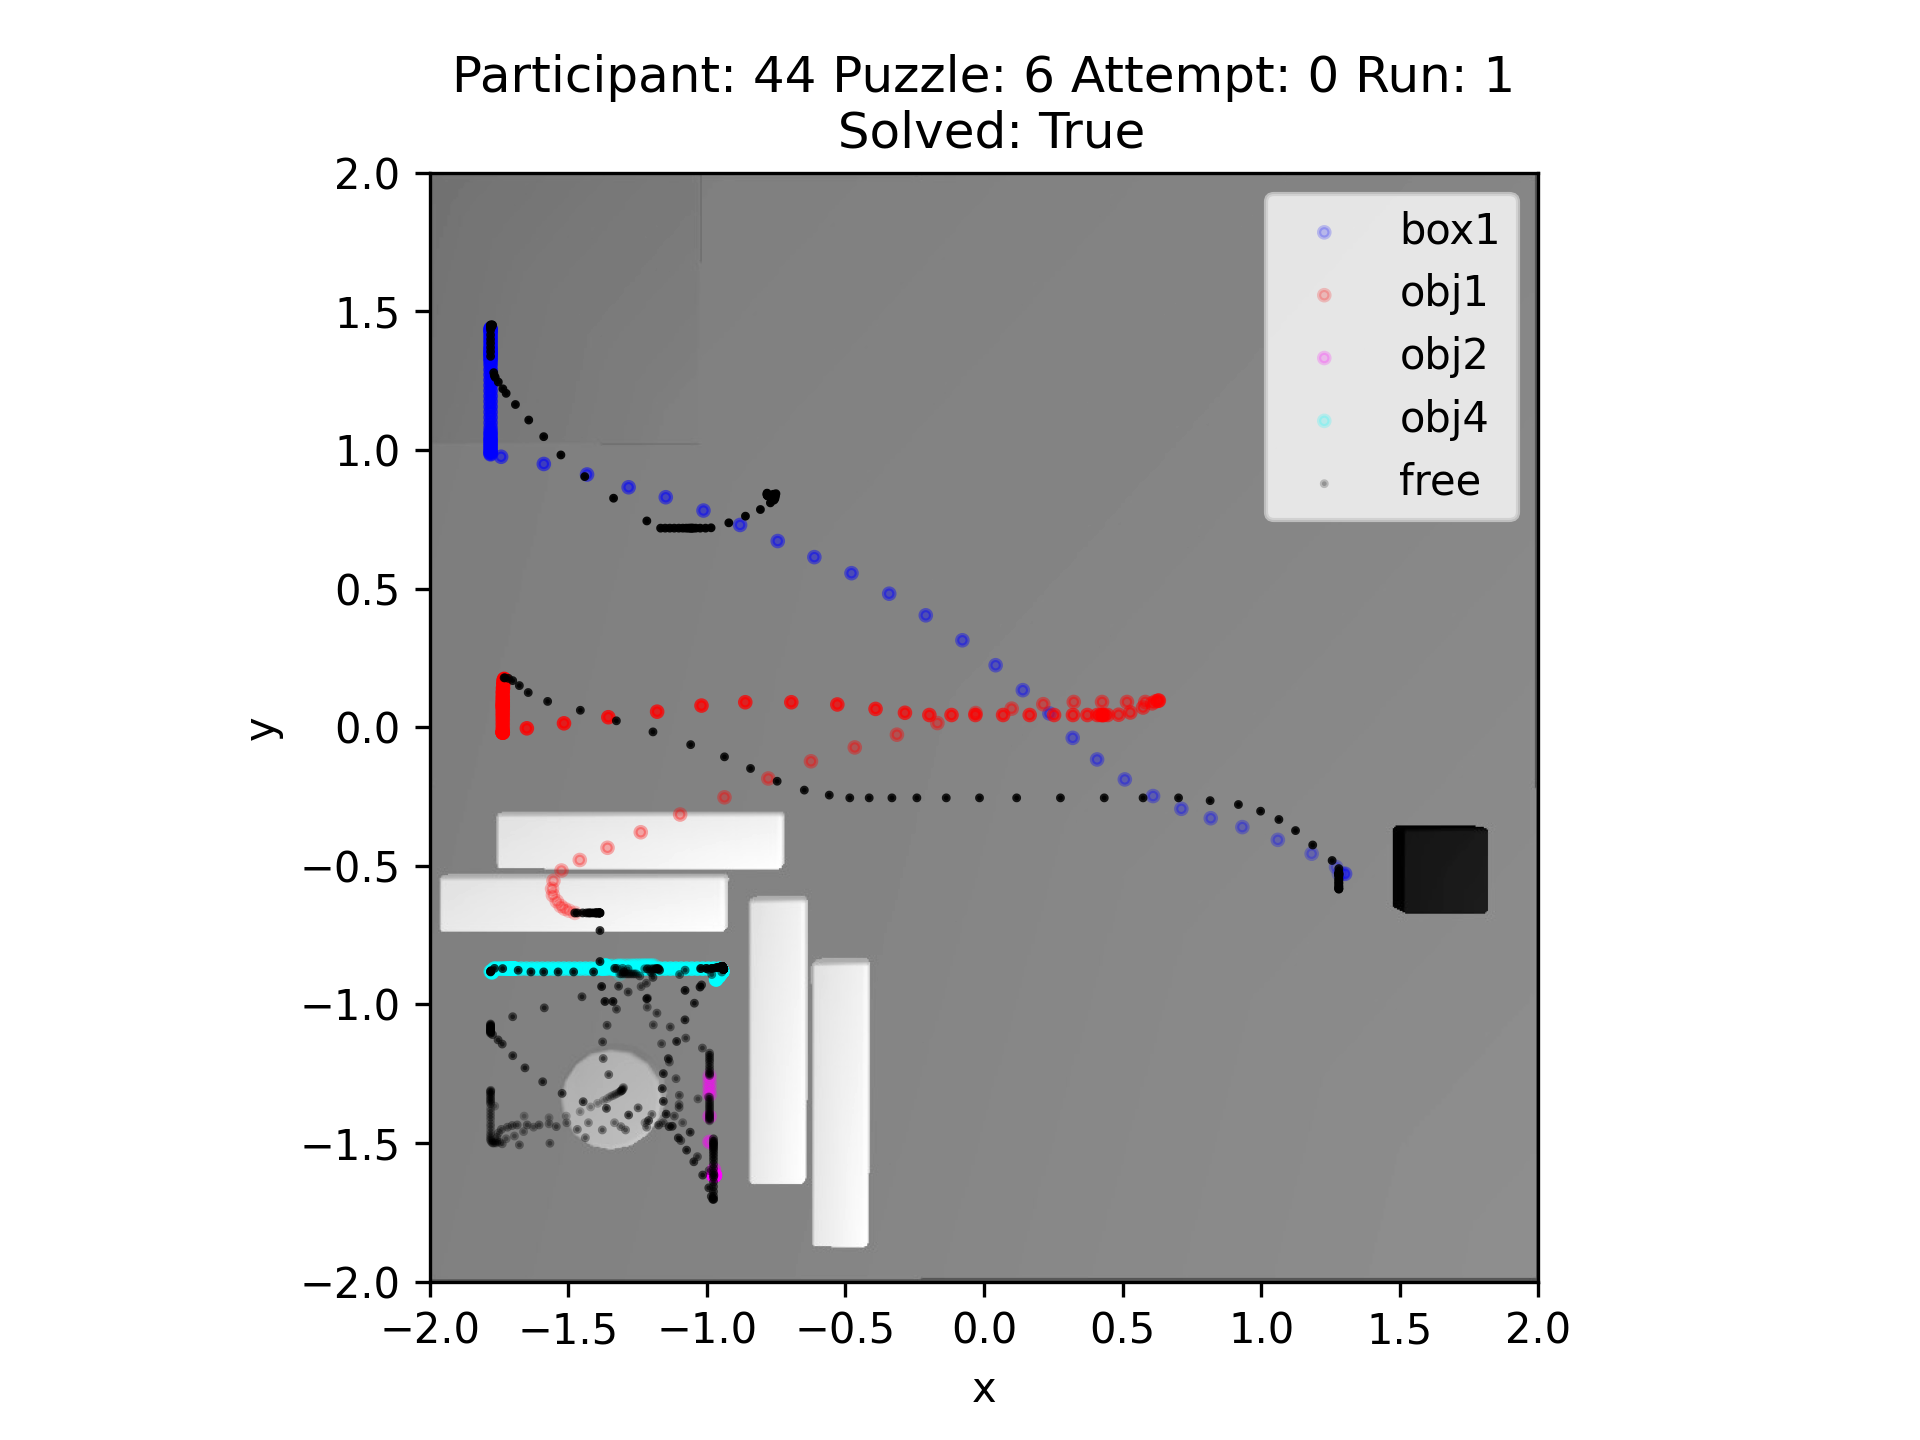 Participant: 44 Puzzle: 6 Attempt: 0 Run: 1
Solved: True
2.0
1.5
1.0
0.5
0.0
−0.5
−1.0
−1.5
−2.0
y
box1
obj1
obj2
obj4
free
−2.0 −1.5 −1.0 −0.5 0.0 0.5 1.0 1.5 2.0
x